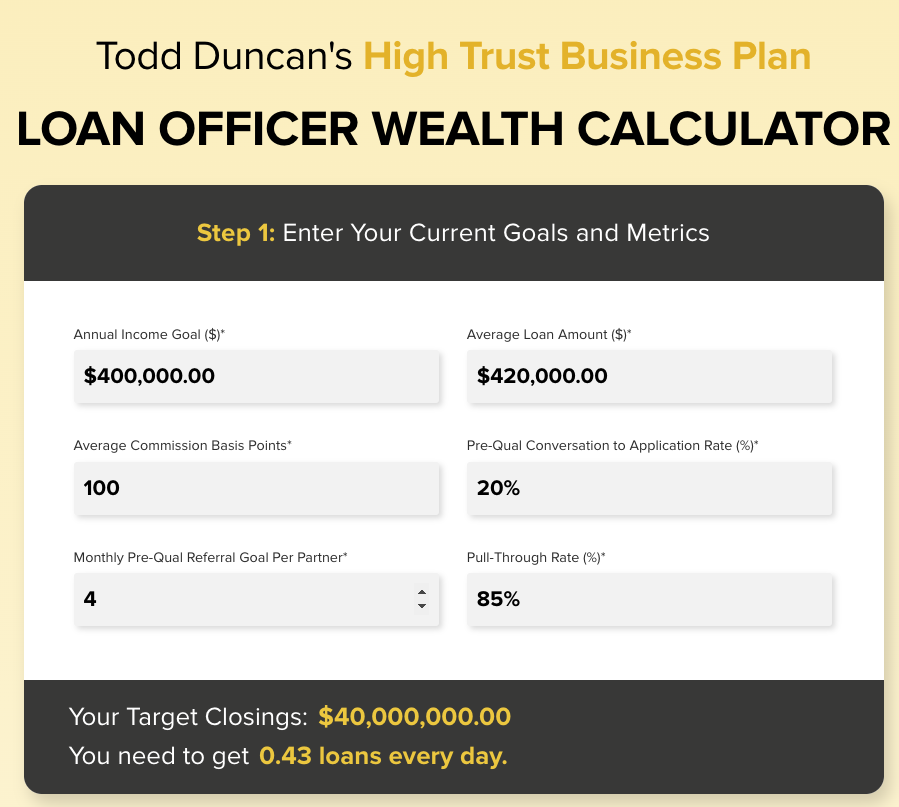 Todd Duncan's High Trust Business Plan
LOAN OFFICER WEALTH CALCULATOR
Step 1: Enter Your Current Goals and Metrics
Annual Income Goal ($)*
$400,000.00
Average Loan Amount ($)*
$420,000.00
Average Commission Basis Points*
100
Pre-Qual Conversation to Application Rate (%)*
20%
Monthly Pre-Qual Referral Goal Per Partner*
4
Pull-Through Rate (%)*
85%
Your Target Closings: $40,000,000.00
You need to get 0.43 loans every day.